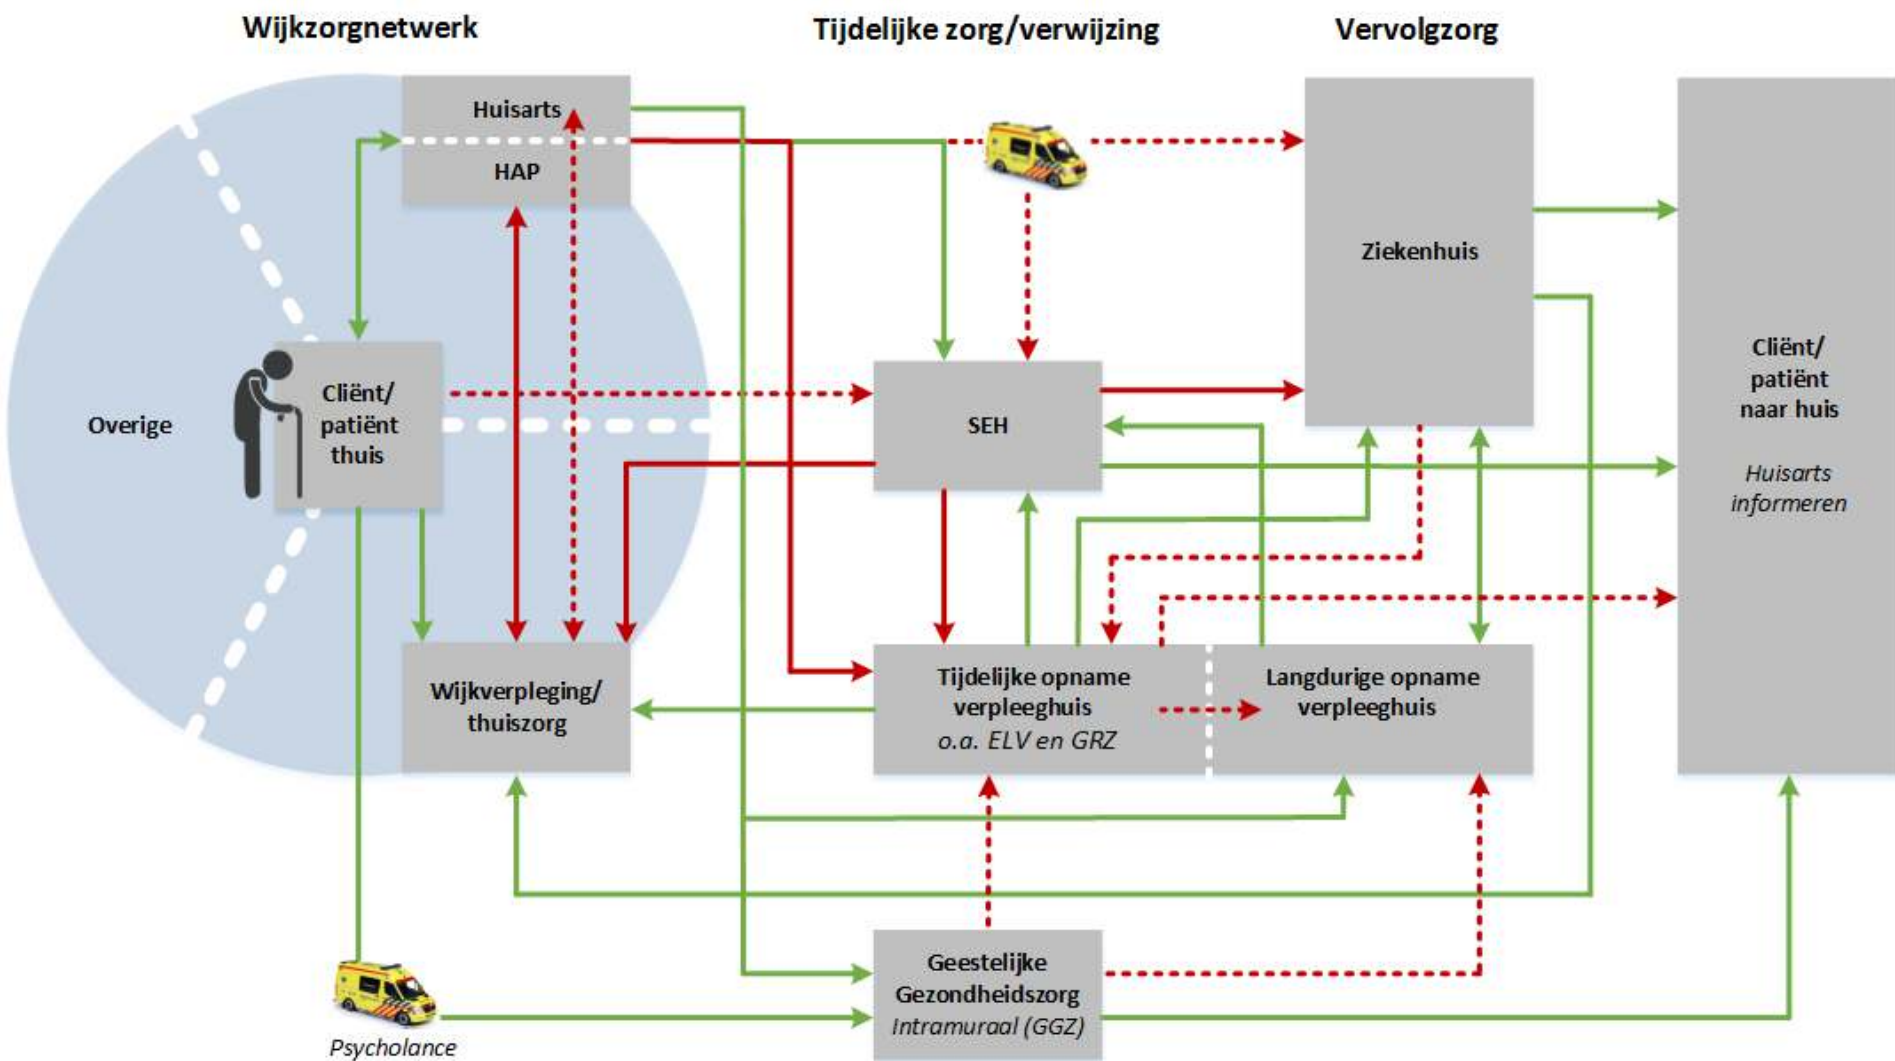 Wijkzorgnetwerk
Tijdelijke zorg/verwijzing
Vervolgzorg
Huisarts
HAP
Ziekenhuis
Overige
Cliënt/
patiënt
thuis
SEH
Cliënt/
patiënt
naar huis
Huisarts
informeren
Wijkverpleging/
thuiszorg
Tijdelijke opname
verpleeghuis
o.a. ELV en GRZ
Langdurige opname
verpleeghuis
Geestelijke
Gezondheidszorg
Intramuraal (GGZ)
Psycholance